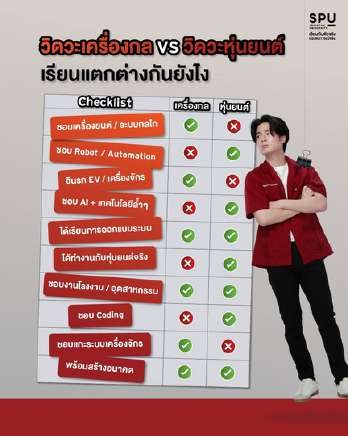 SPU
วิศวะเครื่องกล VS วิศวะหุ่นยนต์
เรียนแตกต่างกันยังไง
Checklist
เครื่องกล
หุ่นยนต์
ชอบเครื่องยนต์ / ระบบกลไก
ชอบ Robot / Automation
อินรถ EV / เครื่องจักร
ชอบ AI + เทคโนโลยีล้ำๆ
ได้เรียนการออกแบบระบบ
ได้ทำงานกับหุ่นยนต์จริง
ชอบงานโรงงาน / อุตสาหกรรม
ชอบ Coding
ชอบแกะระบบเครื่องจักร
พร้อมสร้างอนาคต